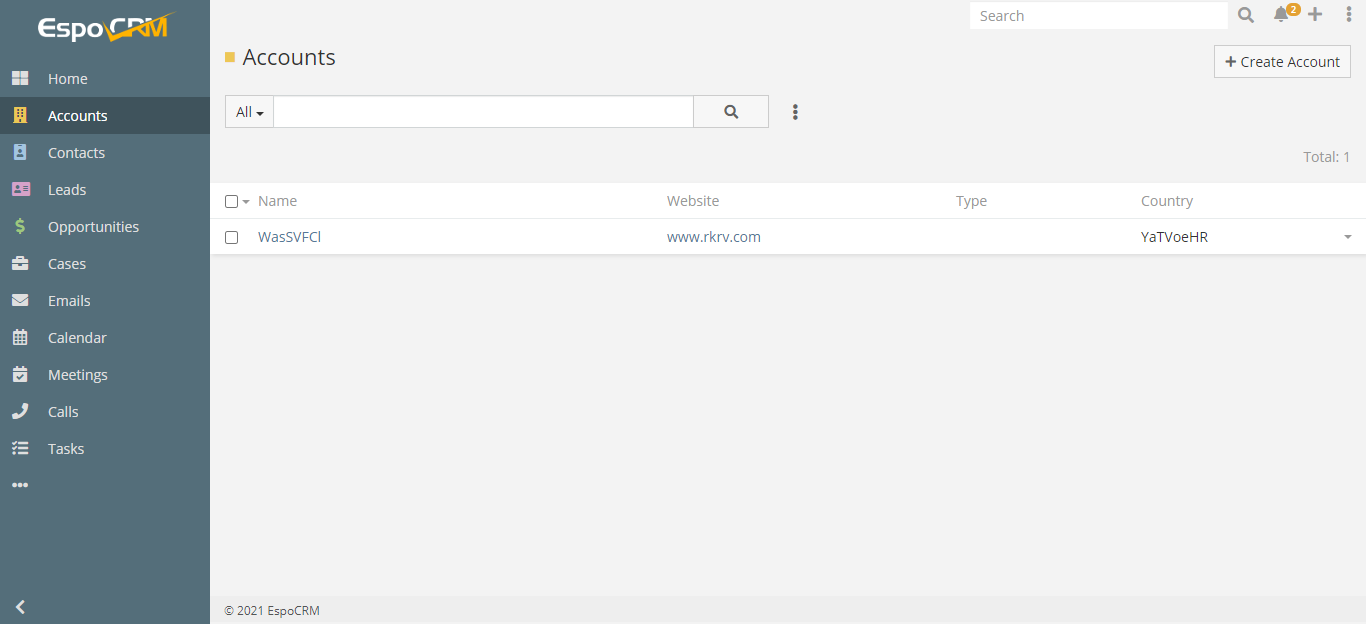 EspoCRM
Search
2
Home
Accounts
Contacts
Leads
Opportunities
Cases
Emails
Calendar
Meetings
Calls
Tasks
Accounts
Create Account
All
Total: 1
Name Website Type Country
WasSVFCl www.rkrv.com YaTVoeHR
© 2021 EspoCRM